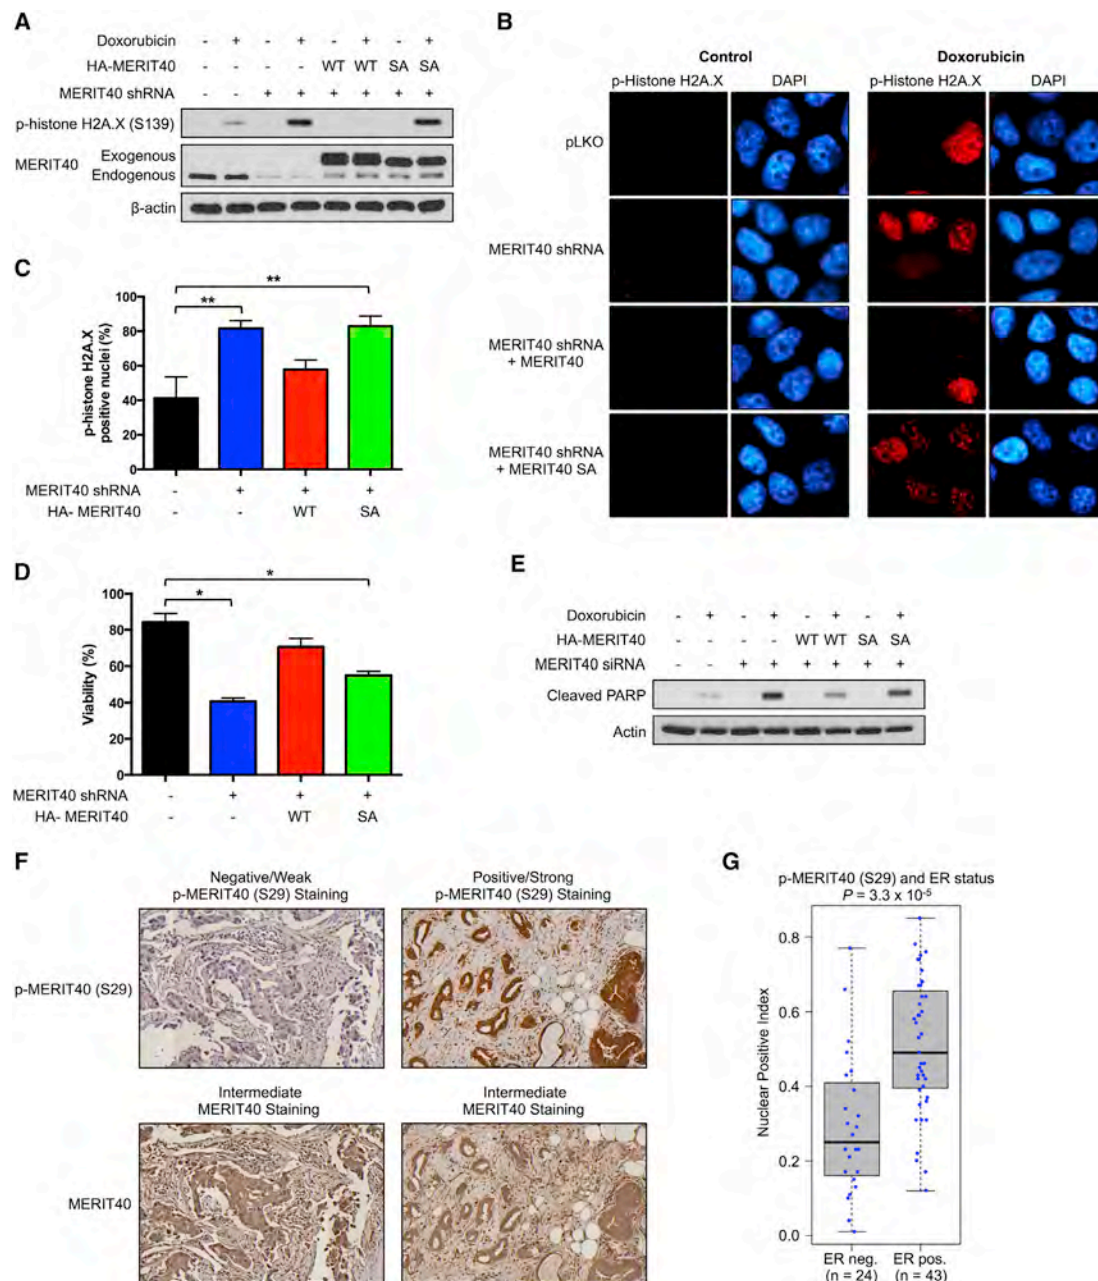 A
Doxorubicin - + - + - + - +
HA-MERIT40 WT WT SA SA
MERIT40 shRNA - - + + + + + +
p-histone H2A.X (S139)
MERIT40 Exogenous
Endogenous
β-actin
B
Control Doxorubicin
p-Histone H2A.X DAPI p-Histone H2A.X DAPI
pLKO
MERIT40 shRNA
MERIT40 shRNA
+ MERIT40
MERIT40 shRNA
+ MERIT40 SA
C
**
**
p-histone H2A.X
positive nuclei (%)
100
80
60
40
20
0
MERIT40 shRNA - + + +
HA- MERIT40 - - WT SA
D
*
*
Viability (%)
100
80
60
40
20
0
MERIT40 shRNA - + + +
HA- MERIT40 - - WT SA
E
Doxorubicin - + - + - + - +
HA-MERIT40 - - - - WT WT SA SA
MERIT40 siRNA - - + + + + + +
Cleaved PARP
Actin
F
Negative/Weak
p-MERIT40 (S29) Staining
Positive/Strong
p-MERIT40 (S29) Staining
p-MERIT40 (S29)
Intermediate
MERIT40 Staining
Intermediate
MERIT40 Staining
MERIT40
G
p-MERIT40 (S29) and ER status
P = 3.3 x 10⁻⁵
Nuclear Positive Index
0.8
0.6
0.4
0.2
0.0
ER neg.
(n = 24)
ER pos.
(n = 43)